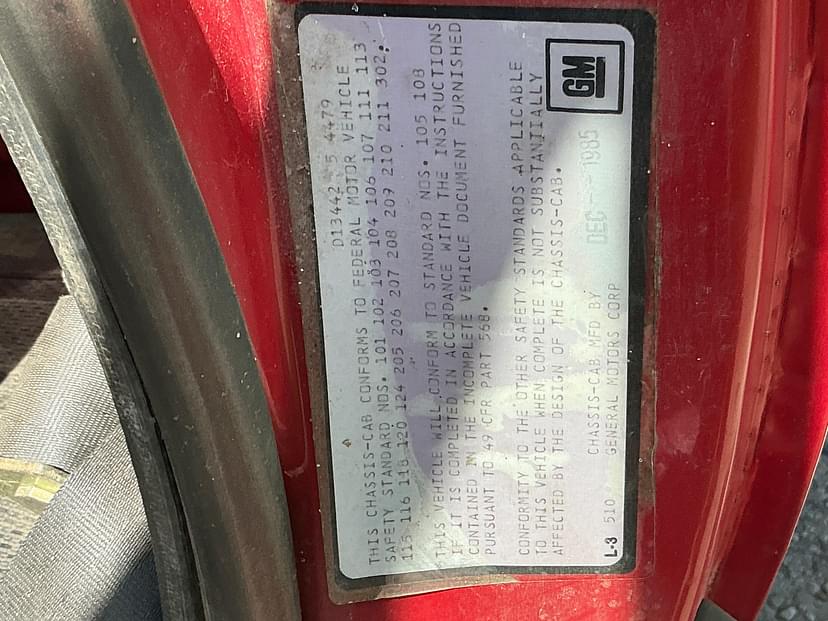 D13442 5 4479
THIS CHASSIS-CAB CONFORMS TO FEDERAL MOTOR VEHICLE
SAFETY STANDARD NOS. 101 102 103 104 106 107 111 113
115 116 118 120 124 205 206 207 208 209 210 211 302;
THIS VEHICLE WILL CONFORM TO STANDARD NOS. 105 108
IF IT IS COMPLETED IN ACCORDANCE WITH THE INSTRUCTIONS
CONTAINED IN THE INCOMPLETE VEHICLE DOCUMENT FURNISHED
PURSUANT TO 49 CFR PART 568.
CONFORMITY TO THE OTHER SAFETY STANDARDS APPLICABLE
TO THIS VEHICLE WHEN COMPLETE IS NOT SUBSTANTIALLY
AFFECTED BY THE DESIGN OF THE CHASSIS-CAB.
CHASSIS-CAB MFD BY DEC -- 1985
L-3 510 GENERAL MOTORS CORP
GM